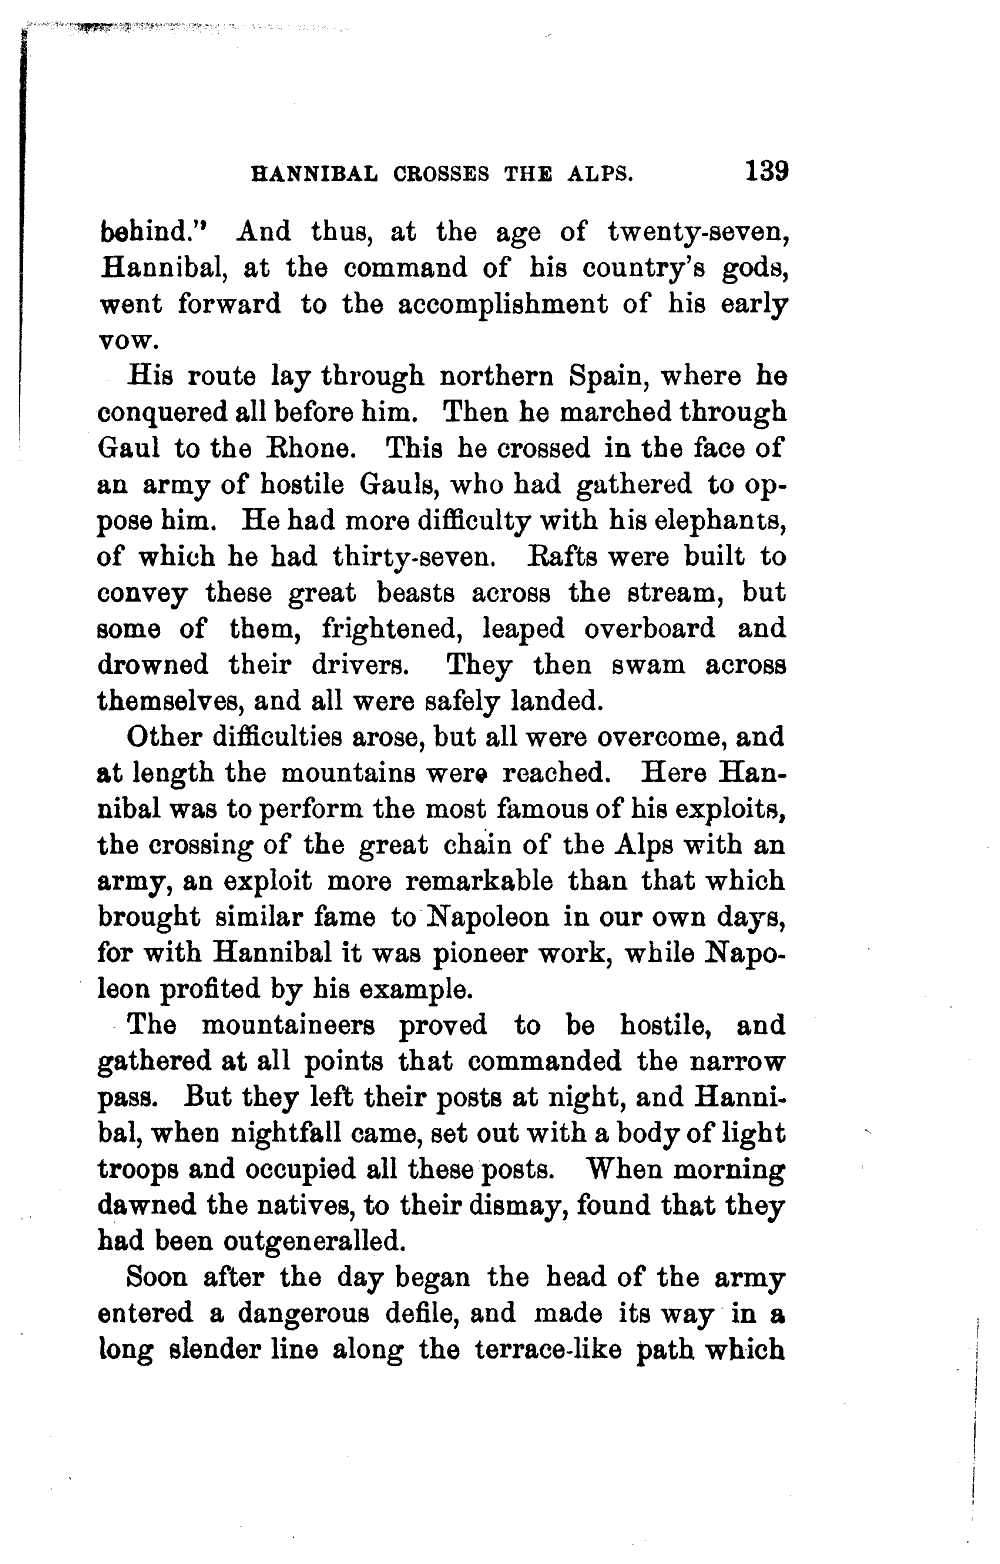 HANNIBAL CROSSES THE ALPS. 139
behind." And thus, at the age of twenty-seven,
Hannibal, at the command of his country's gods,
went forward to the accomplishment of his early
vow.
His route lay through northern Spain, where he
conquered all before him. Then he marched through
Gaul to the Rhone. This he crossed in the face of
an army of hostile Gauls, who had gathered to op-
pose him. He had more difficulty with his elephants,
of which he had thirty-seven. Rafts were built to
convey these great beasts across the stream, but
some of them, frightened, leaped overboard and
drowned their drivers. They then swam across
themselves, and all were safely landed.
Other difficulties arose, but all were overcome, and
at length the mountains were reached. Here Han-
nibal was to perform the most famous of his exploits,
the crossing of the great chain of the Alps with an
army, an exploit more remarkable than that which
brought similar fame to Napoleon in our own days,
for with Hannibal it was pioneer work, while Napo-
leon profited by his example.
The mountaineers proved to be hostile, and
gathered at all points that commanded the narrow
pass. But they left their posts at night, and Hanni-
bal, when nightfall came, set out with a body of light
troops and occupied all these posts. When morning
dawned the natives, to their dismay, found that they
had been outgeneralled.
Soon after the day began the head of the army
entered a dangerous defile, and made its way in a
long slender line along the terrace-like path which